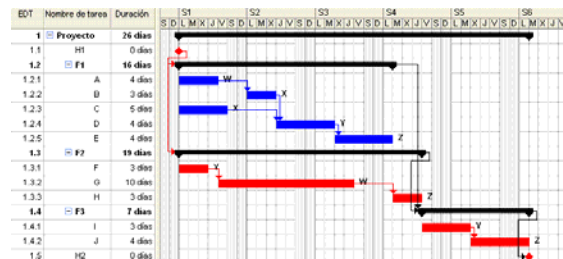 EDT Nombre de tarea Duración S1 S2 S3 S4 S5 S6
S D L M X J V S D L M X J V S D L M X J V S D L M X J V S D L M X J V S D L M X J
1 Proyecto 26 días
1.1 H1 0 días
1.2 F1 16 días
1.2.1 A 4 días W
1.2.2 B 3 días X
1.2.3 C 5 días X
1.2.4 D 4 días Y
1.2.5 E 4 días Z
1.3 F2 19 días
1.3.1 F 3 días Y
1.3.2 G 10 días W
1.3.3 H 3 días Z
1.4 F3 7 días
1.4.1 I 3 días Y
1.4.2 J 4 días Z
1.5 H2 0 días